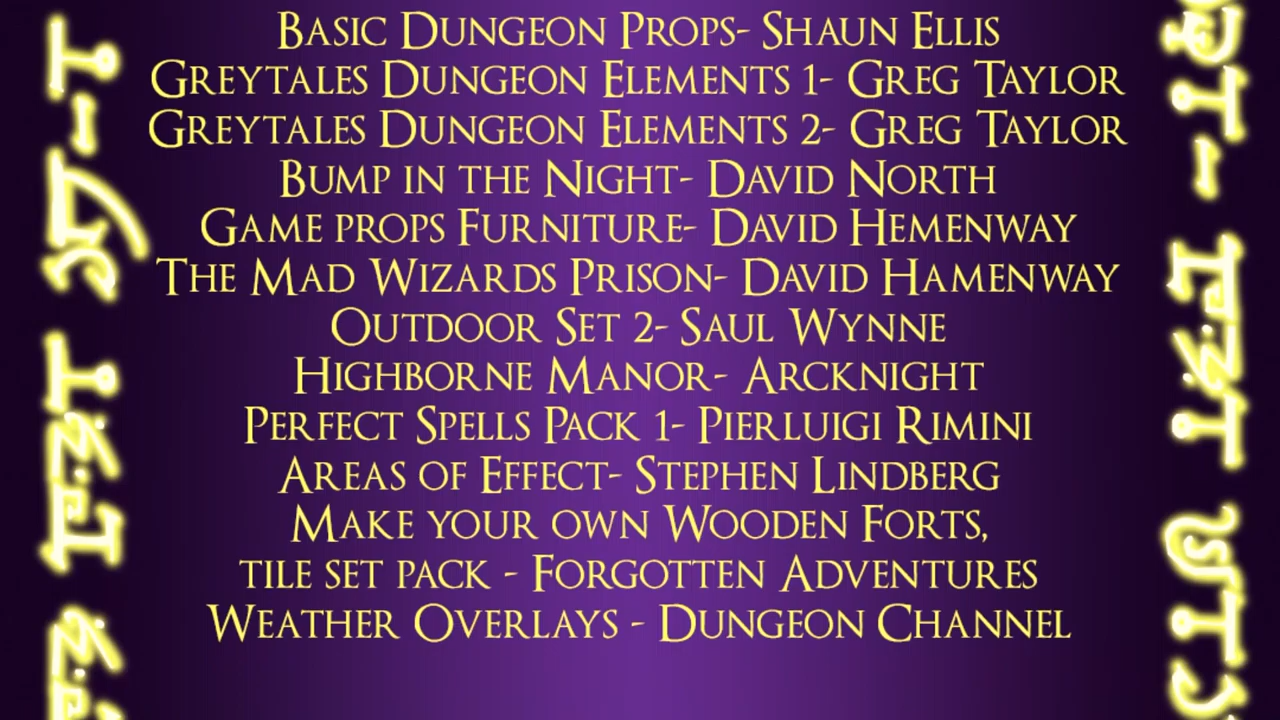 Basic Dungeon Props- Shaun Ellis
Greytales Dungeon Elements 1- Greg Taylor
Greytales Dungeon Elements 2- Greg Taylor
Bump in the Night- David North
Game props Furniture- David Hemenway
The Mad Wizards Prison- David Hamenway
Outdoor Set 2- Saul Wynne
Highborne Manor- Arcknight
Perfect Spells Pack 1- Pierluigi Rimini
Areas of Effect- Stephen Lindberg
Make your own Wooden Forts,
tile set pack - Forgotten Adventures
Weather Overlays - Dungeon Channel